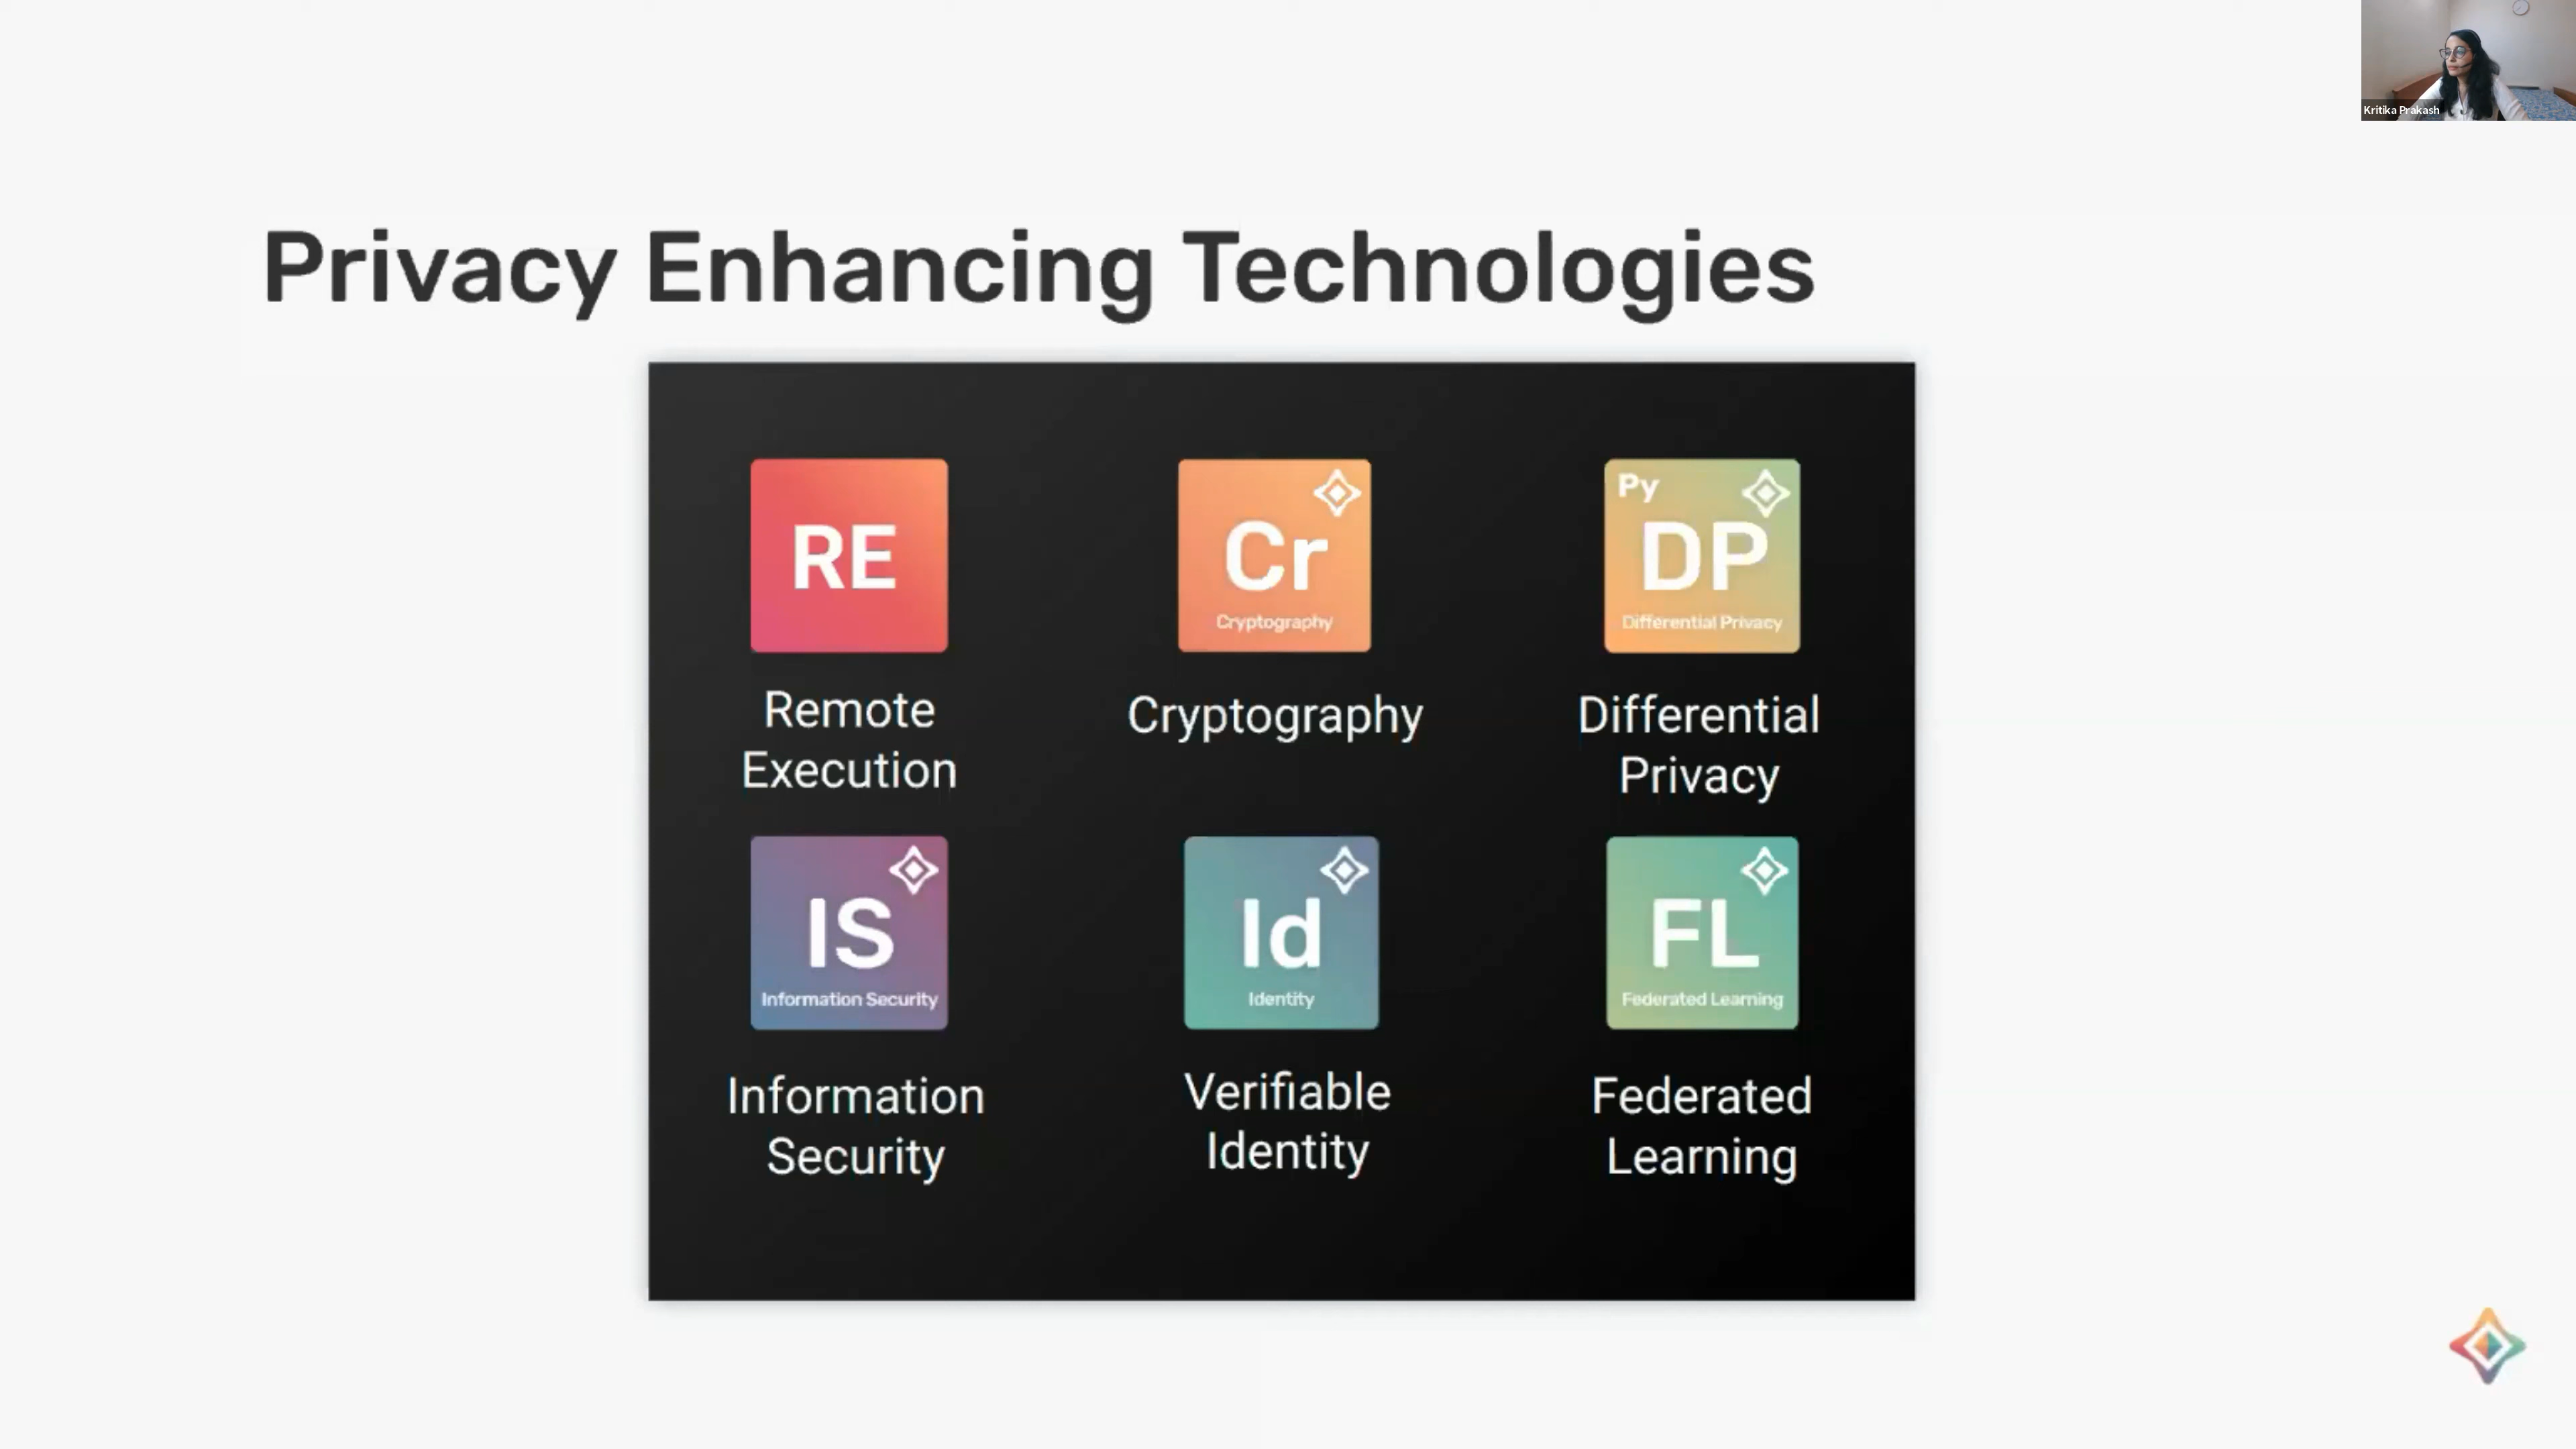 Kritika Prakash
Privacy Enhancing Technologies
RE
Cr
Cryptography
Py
DP
Differential Privacy
Remote
Execution
Cryptography
Differential
Privacy
IS
Information Security
Id
Identity
FL
Federated Learning
Information
Security
Verifiable
Identity
Federated
Learning